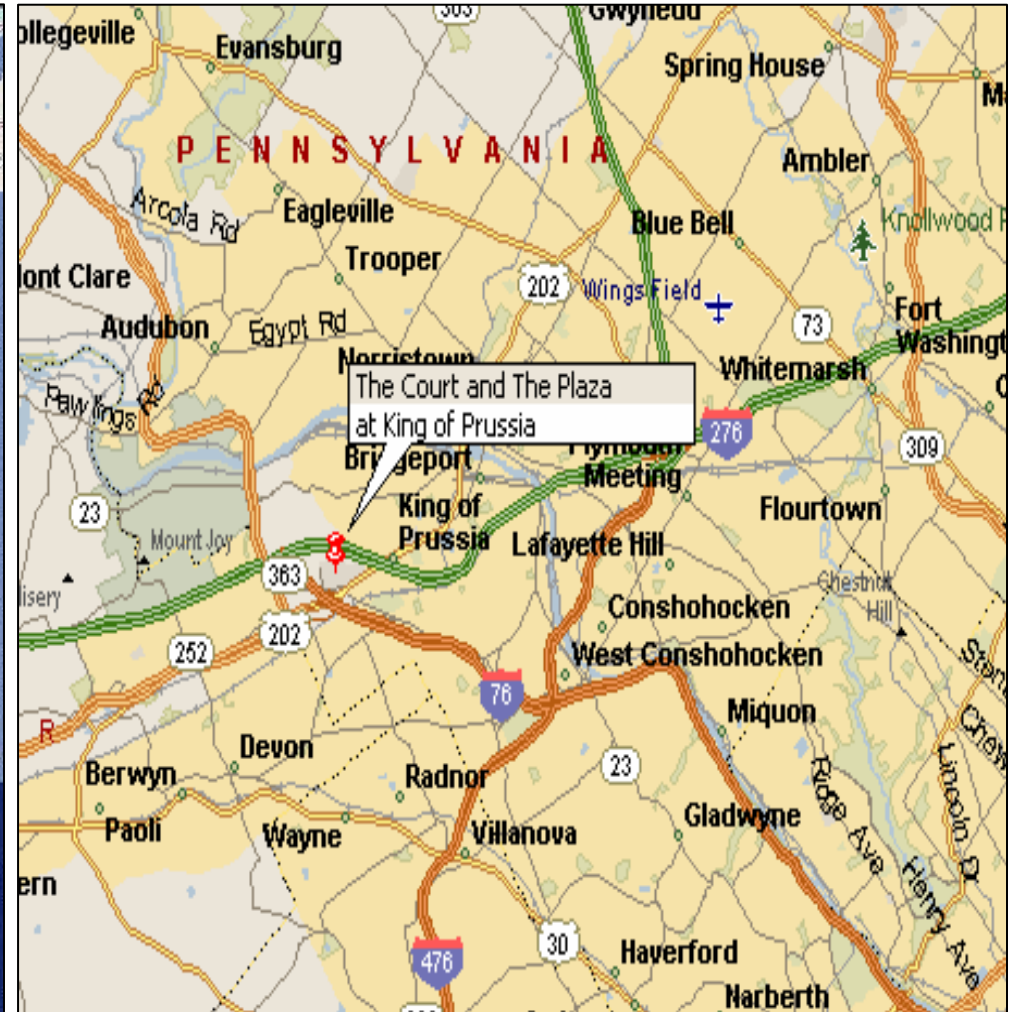 363
Gwynedd
ollegeville
Evansburg
Spring House
PENNSYLVANIA
Ambler
Arcola Rd
Eagleville
Blue Bell
Knollwood
Trooper
ont Clare
202
Wings Field
Audubon
Egypt Rd
73
Fort
Washingt
Norristown
Whitemarsh
The Court and The Plaza
at King of Prussia
Pawlings Rd
276
309
Bridgeport
Plymouth
Meeting
23
King of
Prussia
Flourtown
Mount Joy
Lafayette Hill
363
isery
Chestnut
Hill
Conshohocken
202
252
West Conshohocken
76
Miquon
R
Devon
23
Berwyn
Radnor
Ridge Ave
Lincoln Dr
Paoli
Wayne
Villanova
Gladwyne
ern
Henry Ave
30
476
Haverford
Narberth